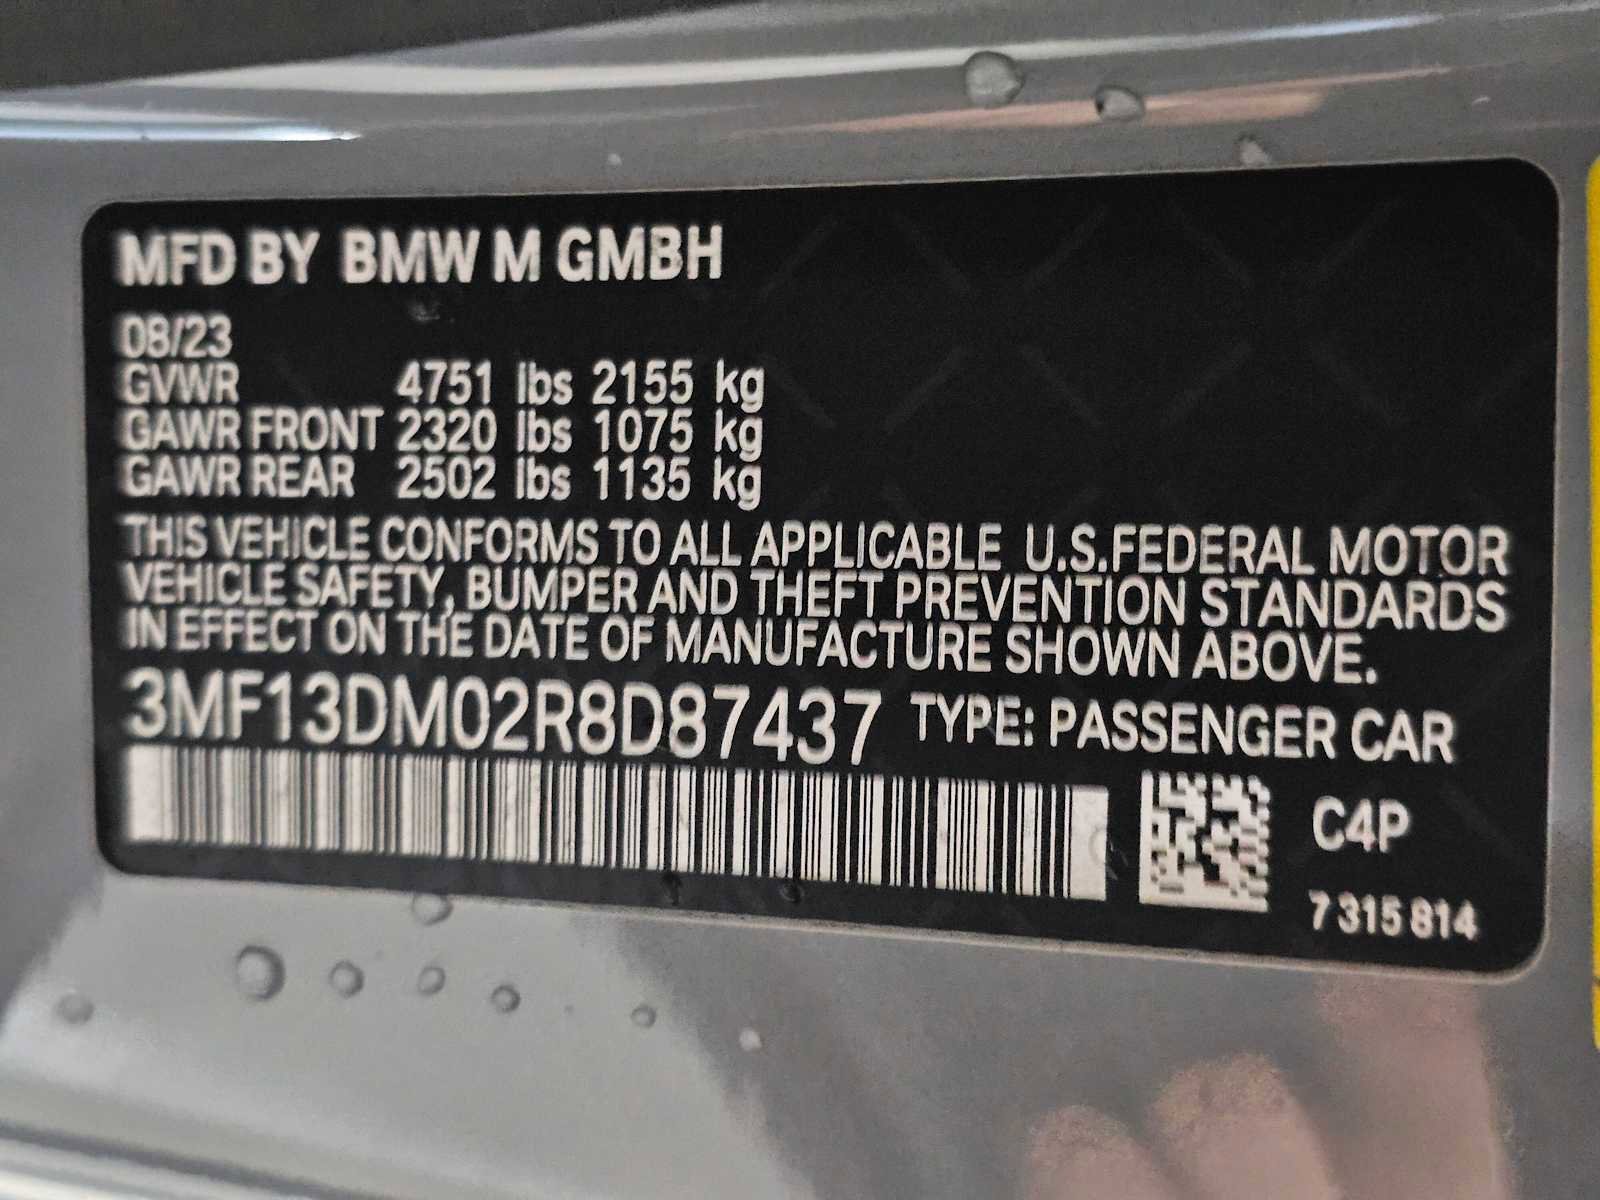 MFD BY BMW M GMBH
08/23
GVWR 4751 lbs 2155 kg
GAWR FRONT 2320 lbs 1075 kg
GAWR REAR 2502 lbs 1135 kg
THIS VEHICLE CONFORMS TO ALL APPLICABLE U.S.FEDERAL MOTOR
VEHICLE SAFETY, BUMPER AND THEFT PREVENTION STANDARDS
IN EFFECT ON THE DATE OF MANUFACTURE SHOWN ABOVE.
3MF13DM02R8D87437 TYPE: PASSENGER CAR
C4P
7 315 814